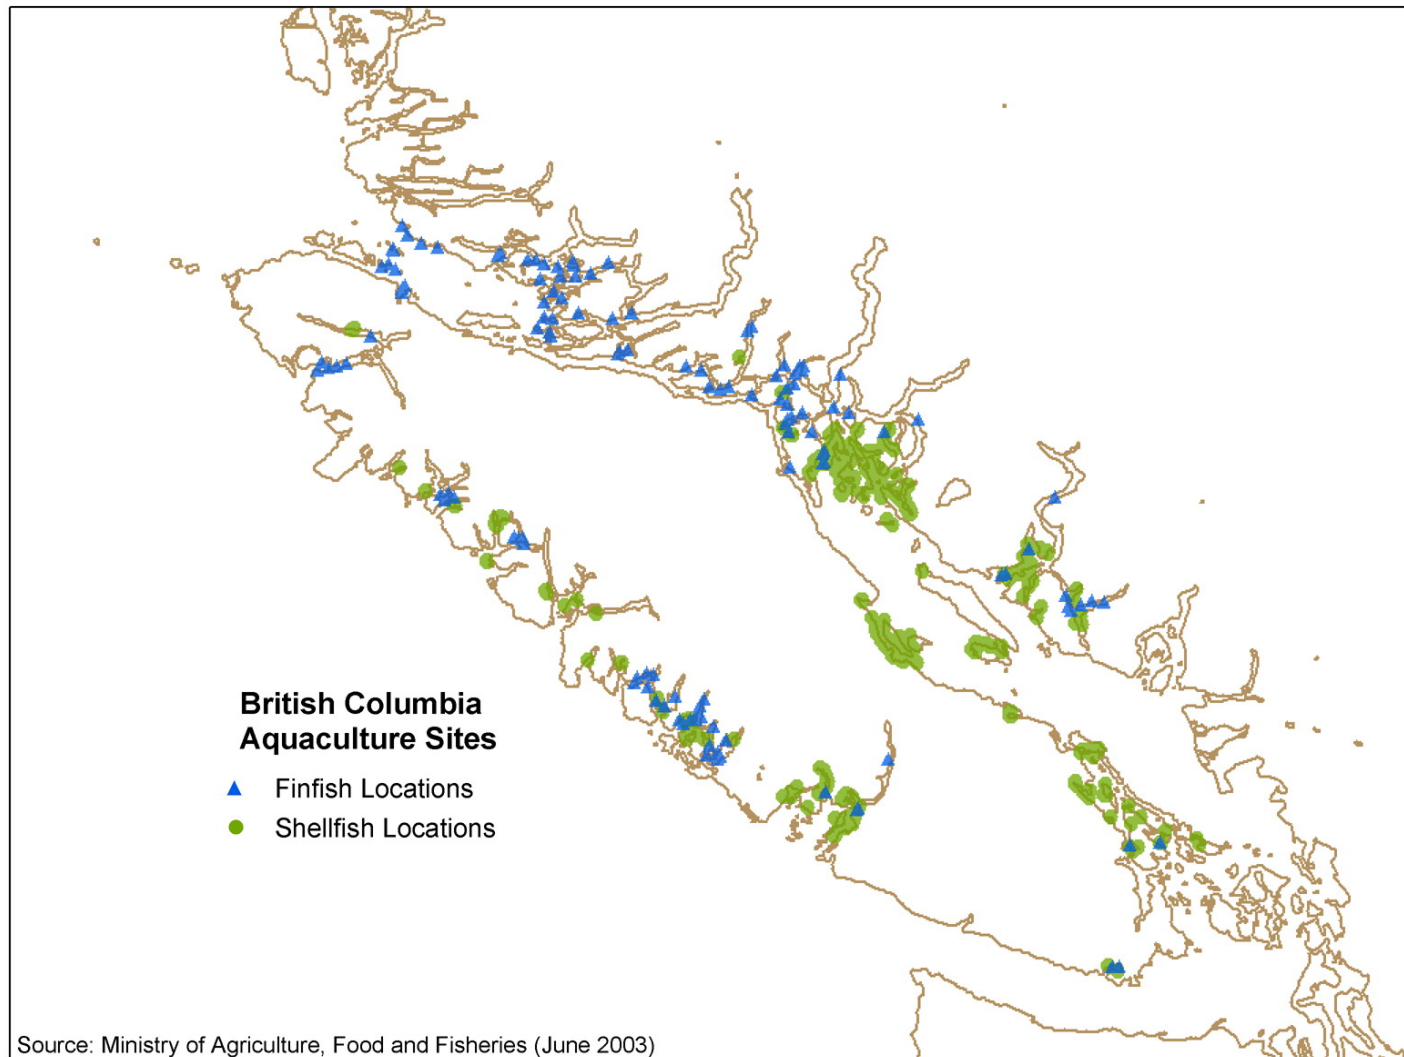 British Columbia
Aquaculture Sites
Finfish Locations
Shellfish Locations
Source: Ministry of Agriculture, Food and Fisheries (June 2003)